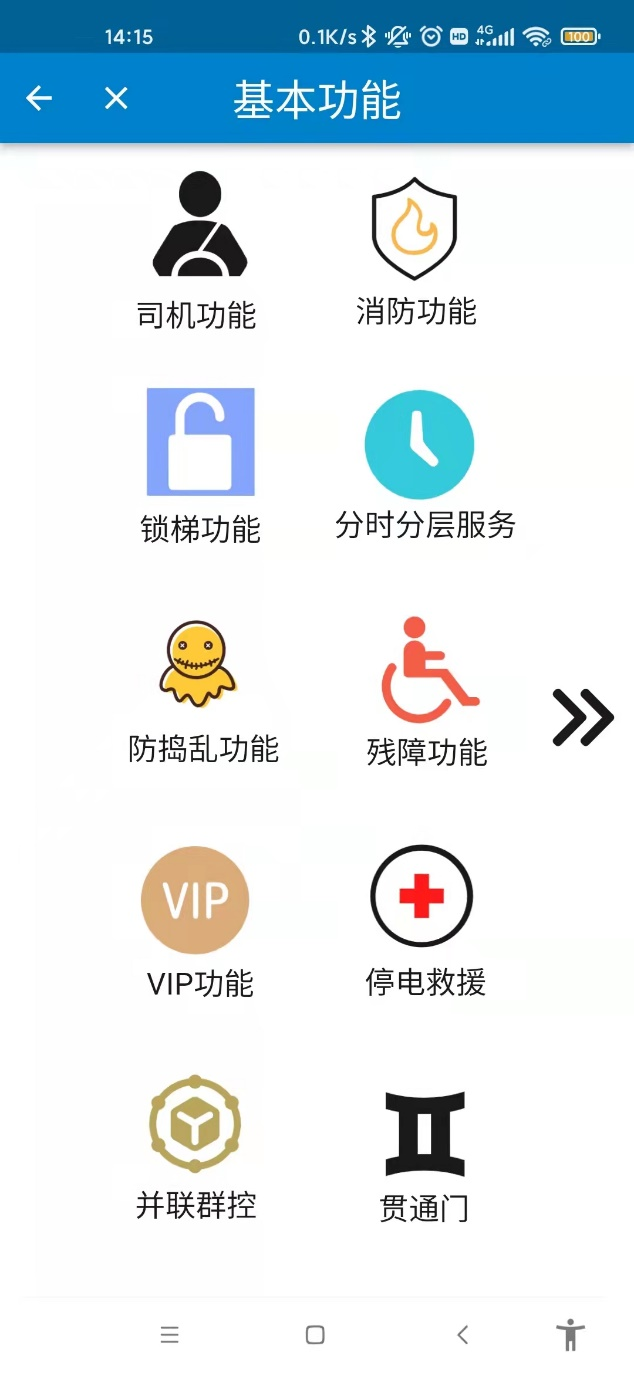 14:15 0.1K/s HD 4G 100
基本功能
司机功能 消防功能
锁梯功能 分时分层服务
防捣乱功能 残障功能
VIP
VIP功能 停电救援
并联群控 贯通门